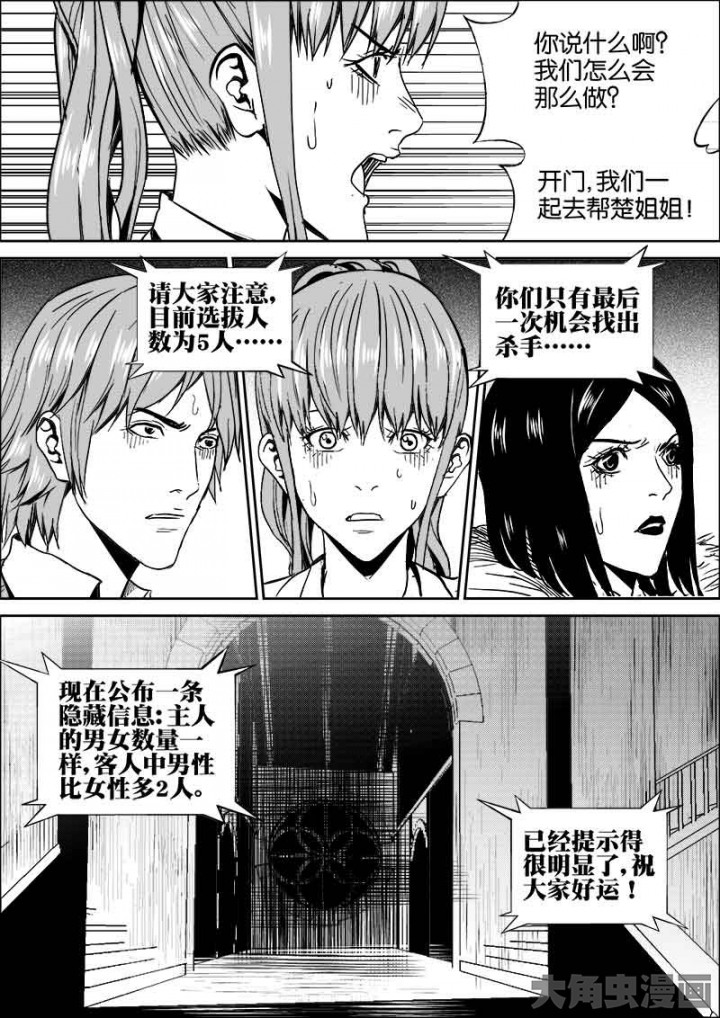 你说什么啊？
我们怎么会
那么做？
开门，我们一
起去帮楚姐姐！
请大家注意，
目前选拔人
数为5人……
你们只有最后
一次机会找出
杀手……
现在公布一条
隐藏信息：主人
的男女数量一
样，客人中男性
比女性多2人。
已经提示得
很明显了，祝
大家好运！
大角虫漫画